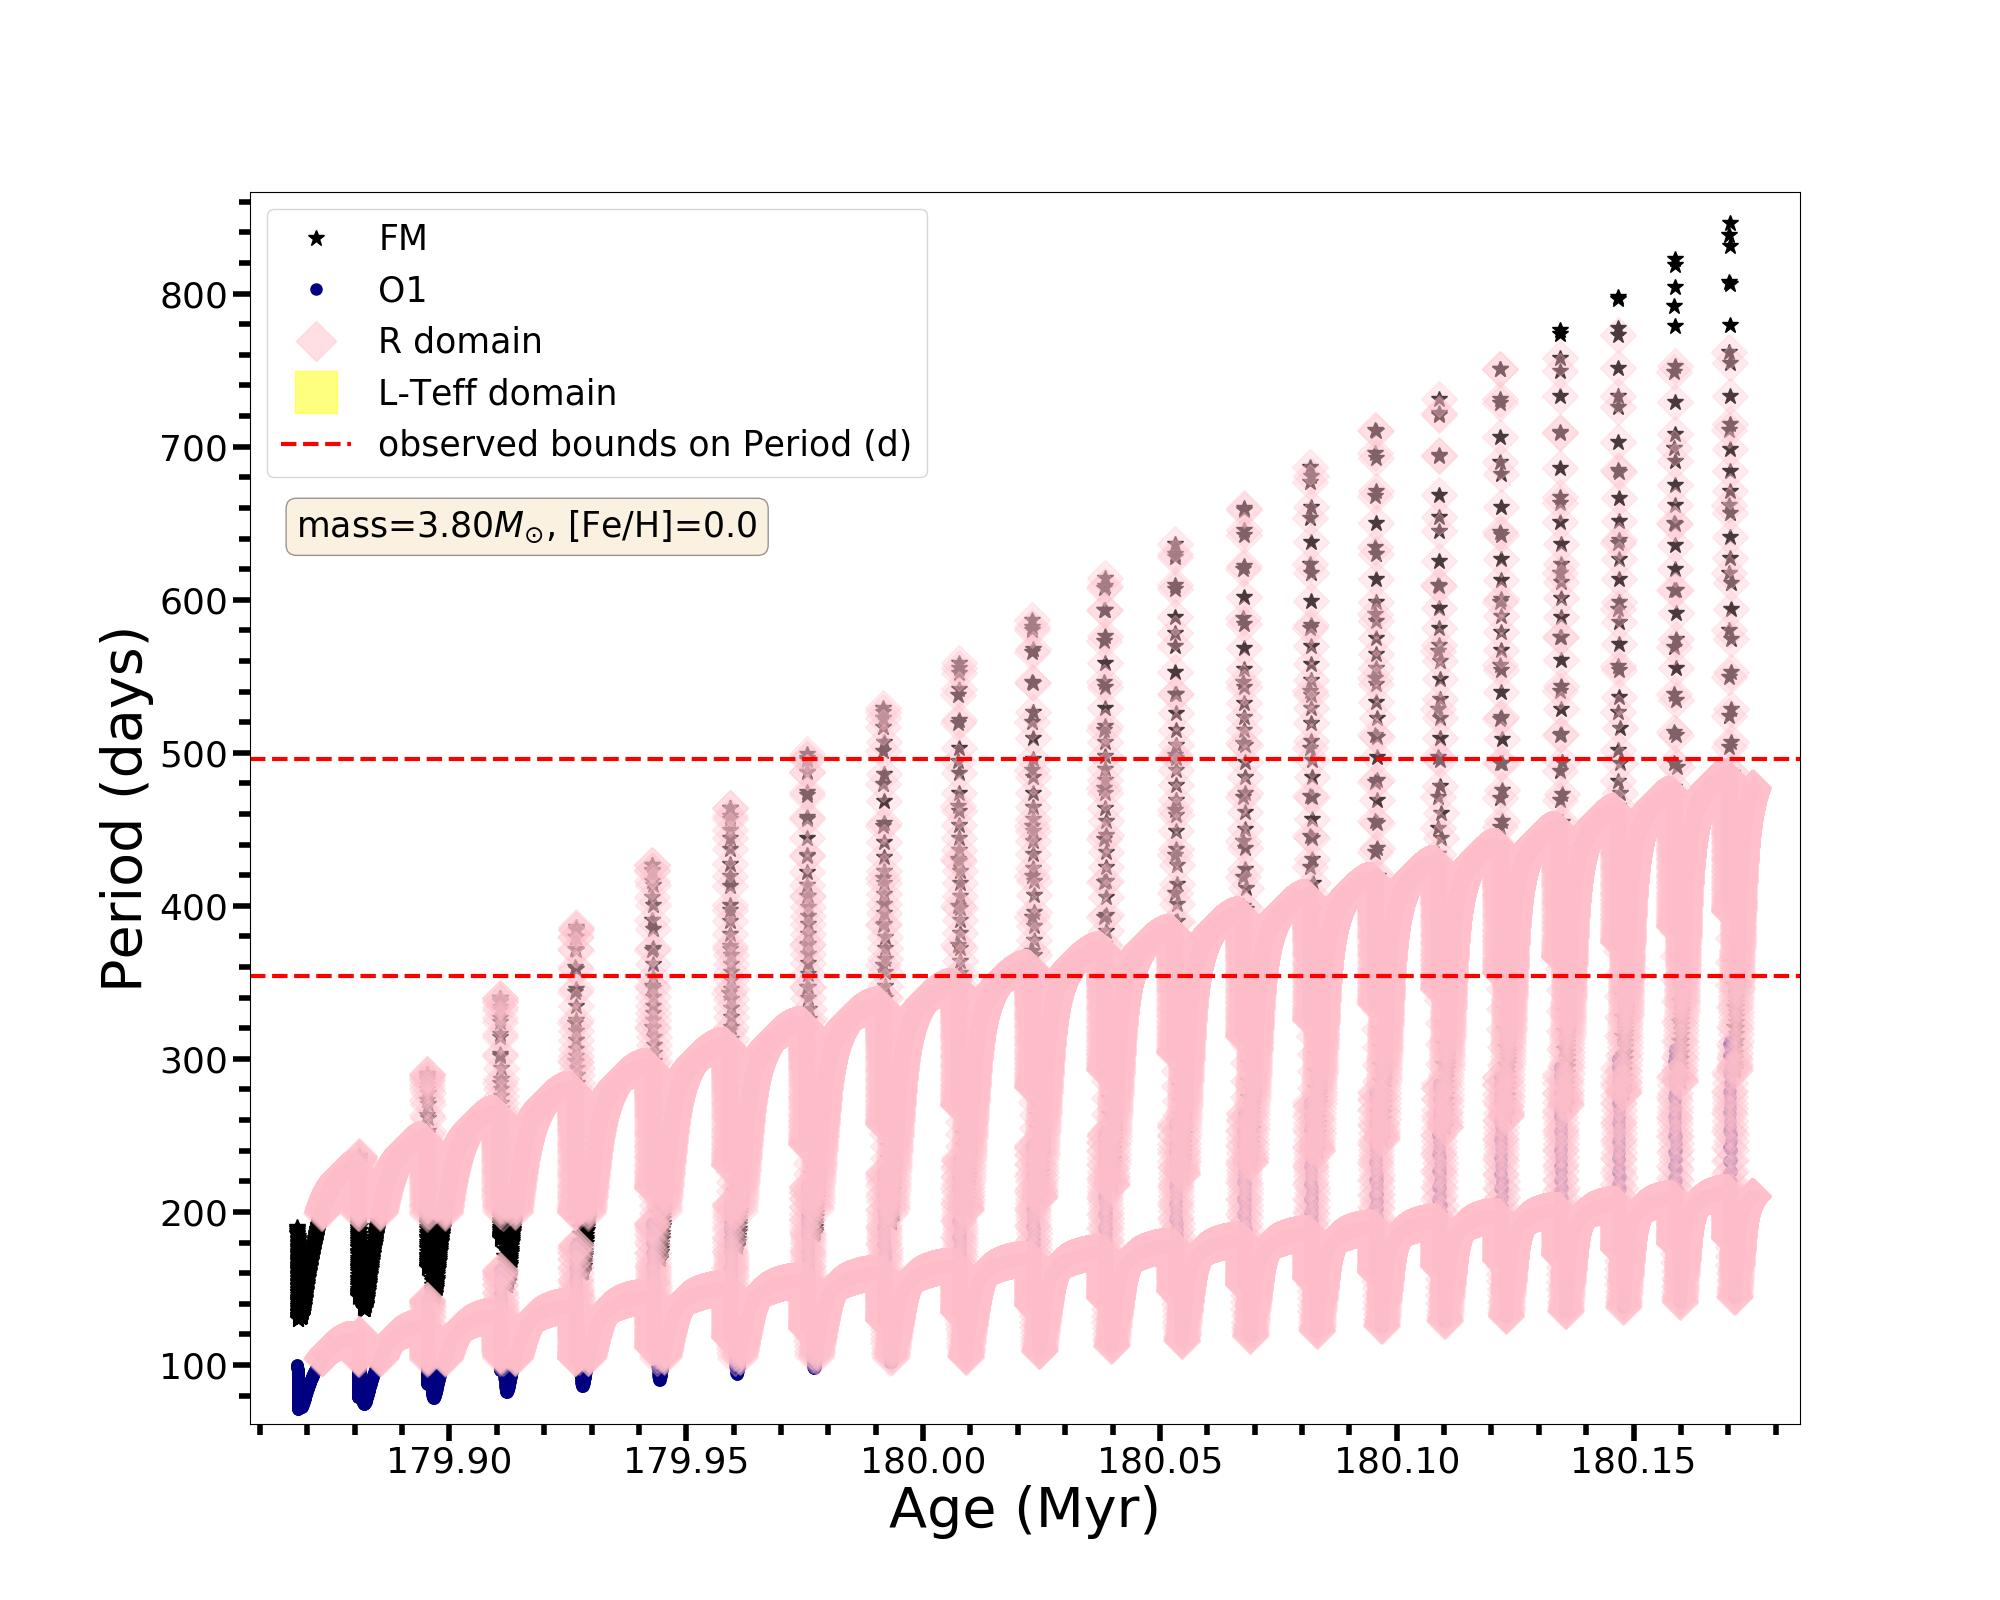 FM
O1
R domain
L-Teff domain
observed bounds on Period (d)
mass=3.80M☉, [Fe/H]=0.0
Period (days)
800
700
600
500
400
300
200
100
179.90 179.95 180.00 180.05 180.10 180.15
Age (Myr)